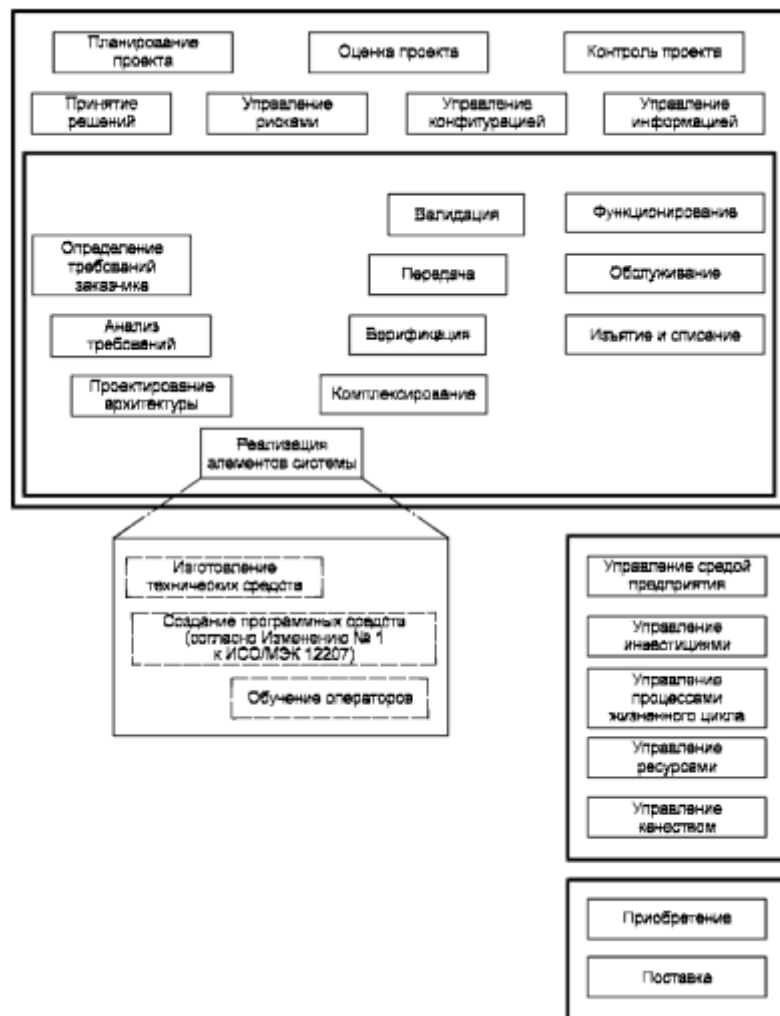 Планирование
проекта
Оценка проекта
Контроль проекта
Принятие
решений
Управление
рисками
Управление
конфигурацией
Управление
информацией
Валидация
Функционирование
Определение
требований
заказчика
Передача
Обслуживание
Анализ
требований
Верификация
Изъятие и списание
Проектирование
архитектуры
Комплексирование
Реализация
элементов системы
Изготовление
технических средств
Создание программных средств
(согласно Изменению № 1
к ИСО/МЭК 12207)
Обучение операторов
Управление средой
предприятия
Управление
инвестициями
Управление
процессами
жизненного цикла
Управление
ресурсами
Управление
качеством
Приобретение
Поставка